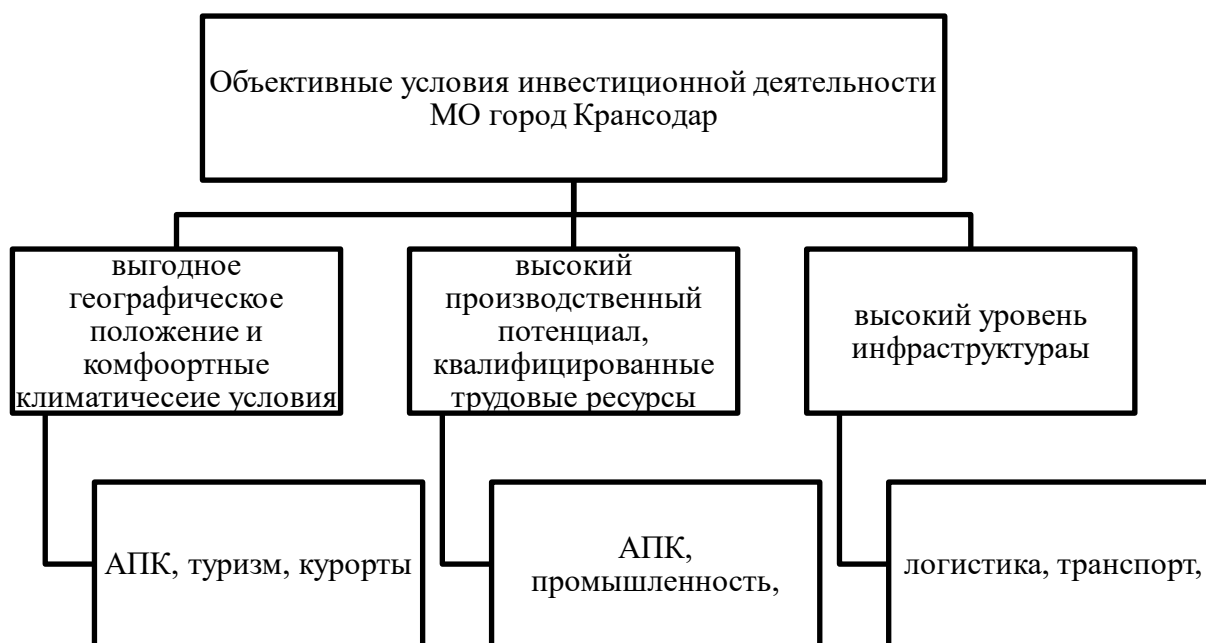 Объективные условия инвестиционной деятельности
МО город Крансодар
выгодное
географическое
положение и
комфоортные
климатичесеие условия
высокий
производственный
потенциал,
квалифицированные
трудовые ресурсы
высокий уровень
инфраструктураы
АПК, туризм, курорты
АПК,
промышленность,
логистика, транспорт,